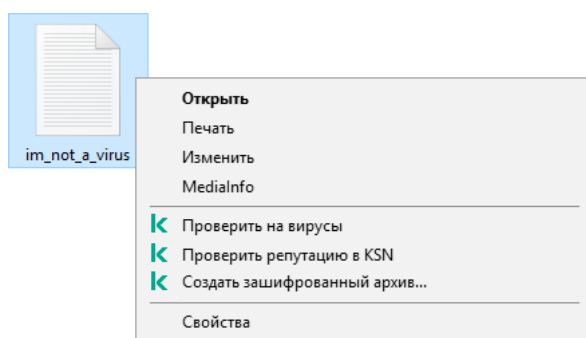 im_not_a_virus
Открыть
Печать
Изменить
MediaInfo
Проверить на вирусы
Проверить репутацию в KSN
Создать зашифрованный архив...
Свойства